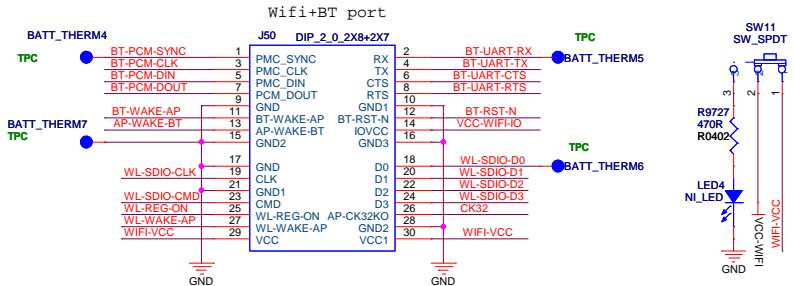 Wifi+BT port
BATT_THERM4
TPC
J50
DIP_2_0_2X8+2X7
TPC
BATT_THERM5
SW11
SW_SPDT
BT-PCM-SYNC 1 PMC_SYNC RX 2 BT-UART-RX
BT-PCM-CLK 3 PMC_CLK TX 4 BT-UART-TX
BT-PCM-DIN 5 PMC_DIN CTS 6 BT-UART-CTS
BT-PCM-DOUT 7 PCM_DOUT RTS 8 BT-UART-RTS
9 GND GND1 10
BT-WAKE-AP 11 BT-WAKE-AP BT-RST-N 12 BT-RST-N
AP-WAKE-BT 13 AP-WAKE-BT IOVCC 14 VCC-WIFI-IO
15 GND2 GND3 16
BATT_THERM7
TPC
TPC
BATT_THERM6
17 GND D0 18 WL-SDIO-D0
WL-SDIO-CLK 19 CLK D1 20 WL-SDIO-D1
21 GND1 D2 22 WL-SDIO-D2
WL-SDIO-CMD 23 CMD D3 24 WL-SDIO-D3
WL-REG-ON 25 WL-REG-ON AP-CK32KO 26 CK32
WL-WAKE-AP 27 WL-WAKE-AP GND2 28
WIFI-VCC 29 VCC VCC1 30 WIFI-VCC
GND
GND
3
2
1
3
2
1
R9727
470R
R0402
LED4
NI_LED
GND
VCC-WIFI
WIFI-VCC